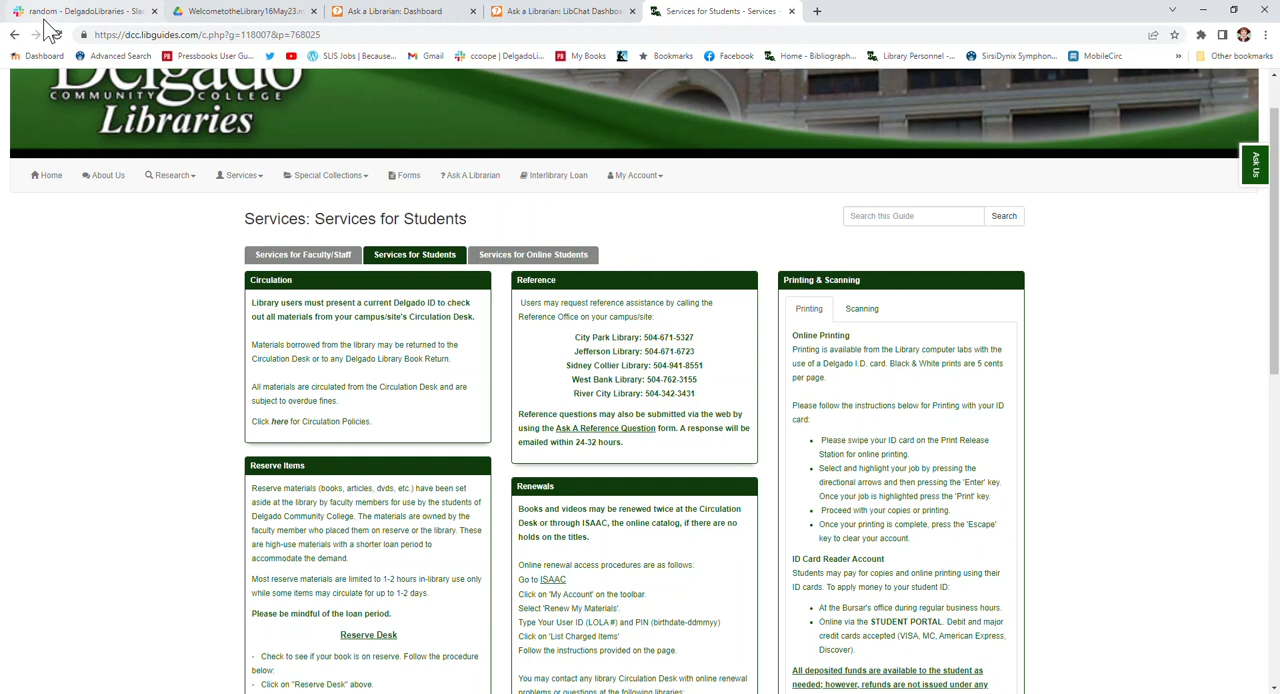 random - DelgadoLibraries - Slac
WelcometotheLibrary16May23.m
Ask a Librarian: Dashboard
Ask a Librarian: LibChat Dashboa
Services for Students - Services -
https://dcc.libguides.com/c.php?g=118007&p=768025
Dashboard
Advanced Search
Pressbooks User Gu...
SLIS Jobs | Because...
Gmail
ccoope | DelgadoLi...
My Books
Bookmarks
Facebook
Home - Bibliograph...
Library Personnel -...
SirsiDynix Symphon...
MobileCirc
»
Other bookmarks
Delgado
COMMUNITY COLLEGE
Libraries
Ask Us
Home
About Us
Research
Services
Special Collections
Forms
? Ask A Librarian
Interlibrary Loan
My Account
Services: Services for Students
Search this Guide
Search
Services for Faculty/Staff
Services for Students
Services for Online Students
Circulation
Library users must present a current Delgado ID to check
out all materials from your campus/site's Circulation Desk.
Materials borrowed from the library may be returned to the
Circulation Desk or to any Delgado Library Book Return.
All materials are circulated from the Circulation Desk and are
subject to overdue fines.
Click here for Circulation Policies.
Reserve Items
Reserve materials (books, articles, dvds, etc.) have been set
aside at the library by faculty members for use by the students of
Delgado Community College. The materials are owned by the
faculty member who placed them on reserve or the library. These
are high-use materials with a shorter loan period to
accommodate the demand.
Most reserve materials are limited to 1-2 hours in-library use only
while some items may circulate for up to 1-2 days.
Please be mindful of the loan period.
Reserve Desk
- Check to see if your book is on reserve. Follow the procedure
below:
- Click on "Reserve Desk" above.
Reference
Users may request reference assistance by calling the
Reference Office on your campus/site:
City Park Library: 504-671-5327
Jefferson Library: 504-671-6723
Sidney Collier Library: 504-941-8551
West Bank Library: 504-762-3155
River City Library: 504-342-3431
Reference questions may also be submitted via the web by
using the Ask A Reference Question form. A response will be
emailed within 24-32 hours.
Renewals
Books and videos may be renewed twice at the Circulation
Desk or through ISAAC, the online catalog, if there are no
holds on the titles.
Online renewal access procedures are as follows:
Go to ISAAC
Click on 'My Account' on the toolbar.
Select 'Renew My Materials'.
Type Your User ID (LOLA #) and PIN (birthdate-ddmmyy)
Click on 'List Charged Items'
Follow the instructions provided on the page.
You may contact any library Circulation Desk with online renewal
problems or questions at the following libraries:
Printing & Scanning
Printing
Scanning
Online Printing
Printing is available from the Library computer labs with the
use of a Delgado I.D. card. Black & White prints are 5 cents
per page.
Please follow the instructions below for Printing with your ID
card:
• Please swipe your ID card on the Print Release
Station for online printing.
• Select and highlight your job by pressing the
directional arrows and then pressing the 'Enter' key.
Once your job is highlighted press the 'Print' key.
• Proceed with your copies or printing.
• Once your printing is complete, press the 'Escape'
key to clear your account.
ID Card Reader Account
Students may pay for copies and online printing using their
ID cards. To apply money to your student ID:
• At the Bursar's office during regular business hours.
• Online via the STUDENT PORTAL. Debit and major
credit cards accepted (VISA, MC, American Express,
Discover).
All deposited funds are available to the student as
needed; however, refunds are not issued under any